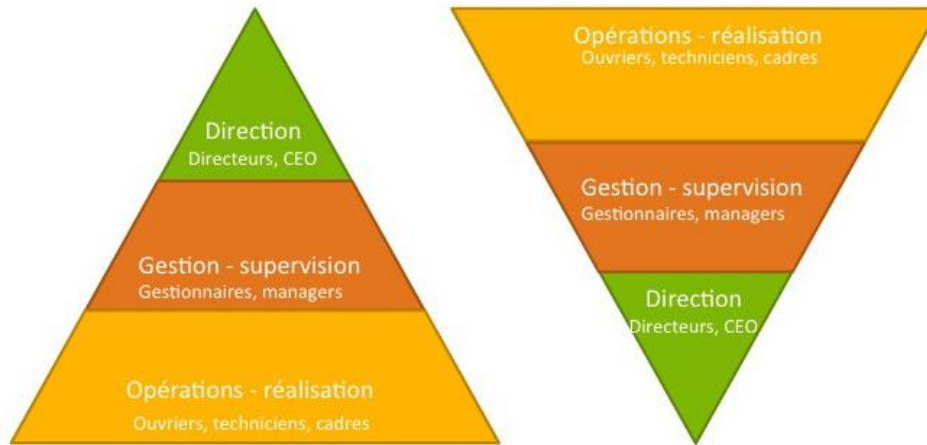 Direction
Directeurs, CEO
Gestion - supervision
Gestionnaires, managers
Opérations - réalisation
Ouvriers, techniciens, cadres
Opérations - réalisation
Ouvriers, techniciens, cadres
Gestion - supervision
Gestionnaires, managers
Direction
Directeurs, CEO